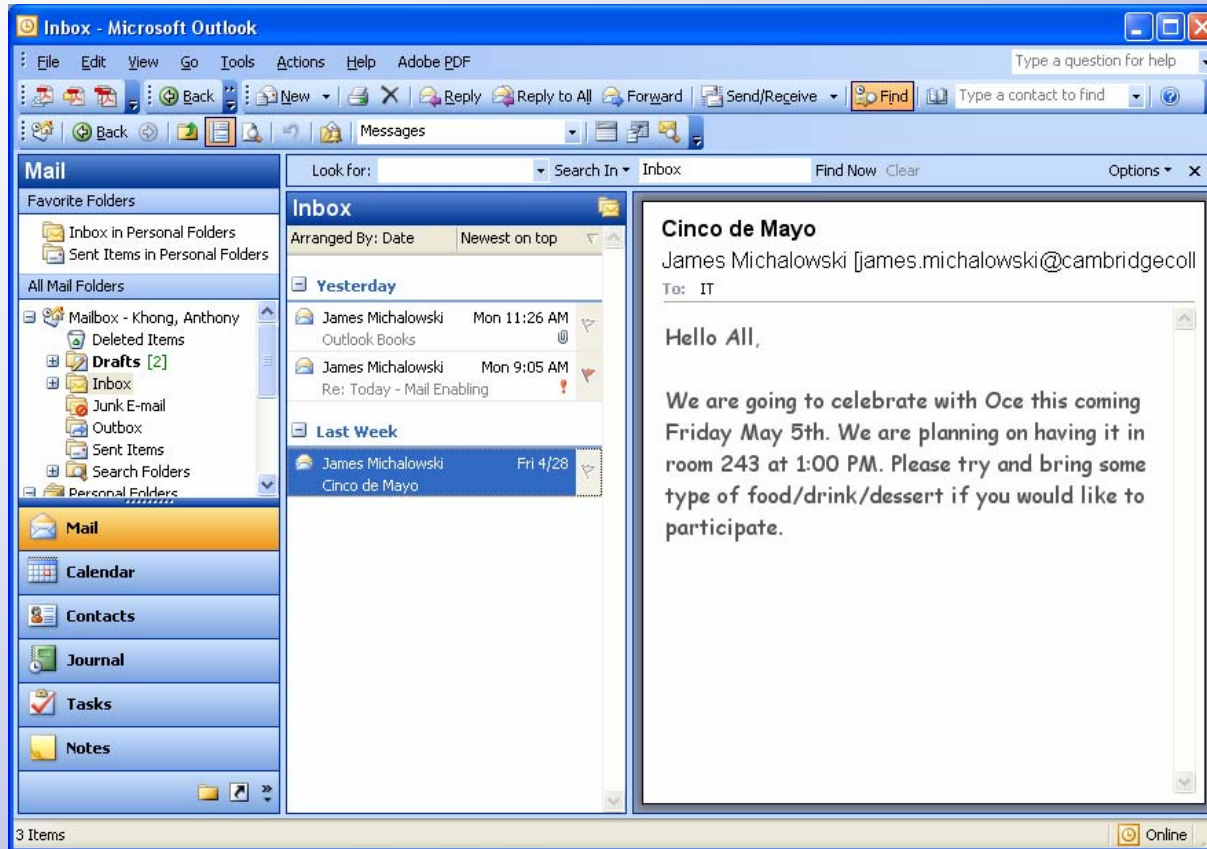 Inbox - Microsoft Outlook
File Edit View Go Tools Actions Help Adobe PDF Type a question for help
Back New Reply Reply to All Forward Send/Receive Find Type a contact to find
Back Messages
Mail
Look for: Search In Inbox Find Now Clear Options
Favorite Folders
Inbox in Personal Folders
Sent Items in Personal Folders
All Mail Folders
Mailbox - Khong, Anthony
Deleted Items
Drafts [2]
Inbox
Junk E-mail
Outbox
Sent Items
Search Folders
Personal Folders
Mail
Calendar
Contacts
Journal
Tasks
Notes
Inbox
Arranged By: Date Newest on top
Yesterday
James Michalowski Mon 11:26 AM
Outlook Books
James Michalowski Mon 9:05 AM
Re: Today - Mail Enabling
Last Week
James Michalowski Fri 4/28
Cinco de Mayo
Cinco de Mayo
James Michalowski [james.michalowski@cambridgecoll
To: IT
Hello All,
We are going to celebrate with Oce this coming
Friday May 5th. We are planning on having it in
room 243 at 1:00 PM. Please try and bring some
type of food/drink/dessert if you would like to
participate.
3 Items Online